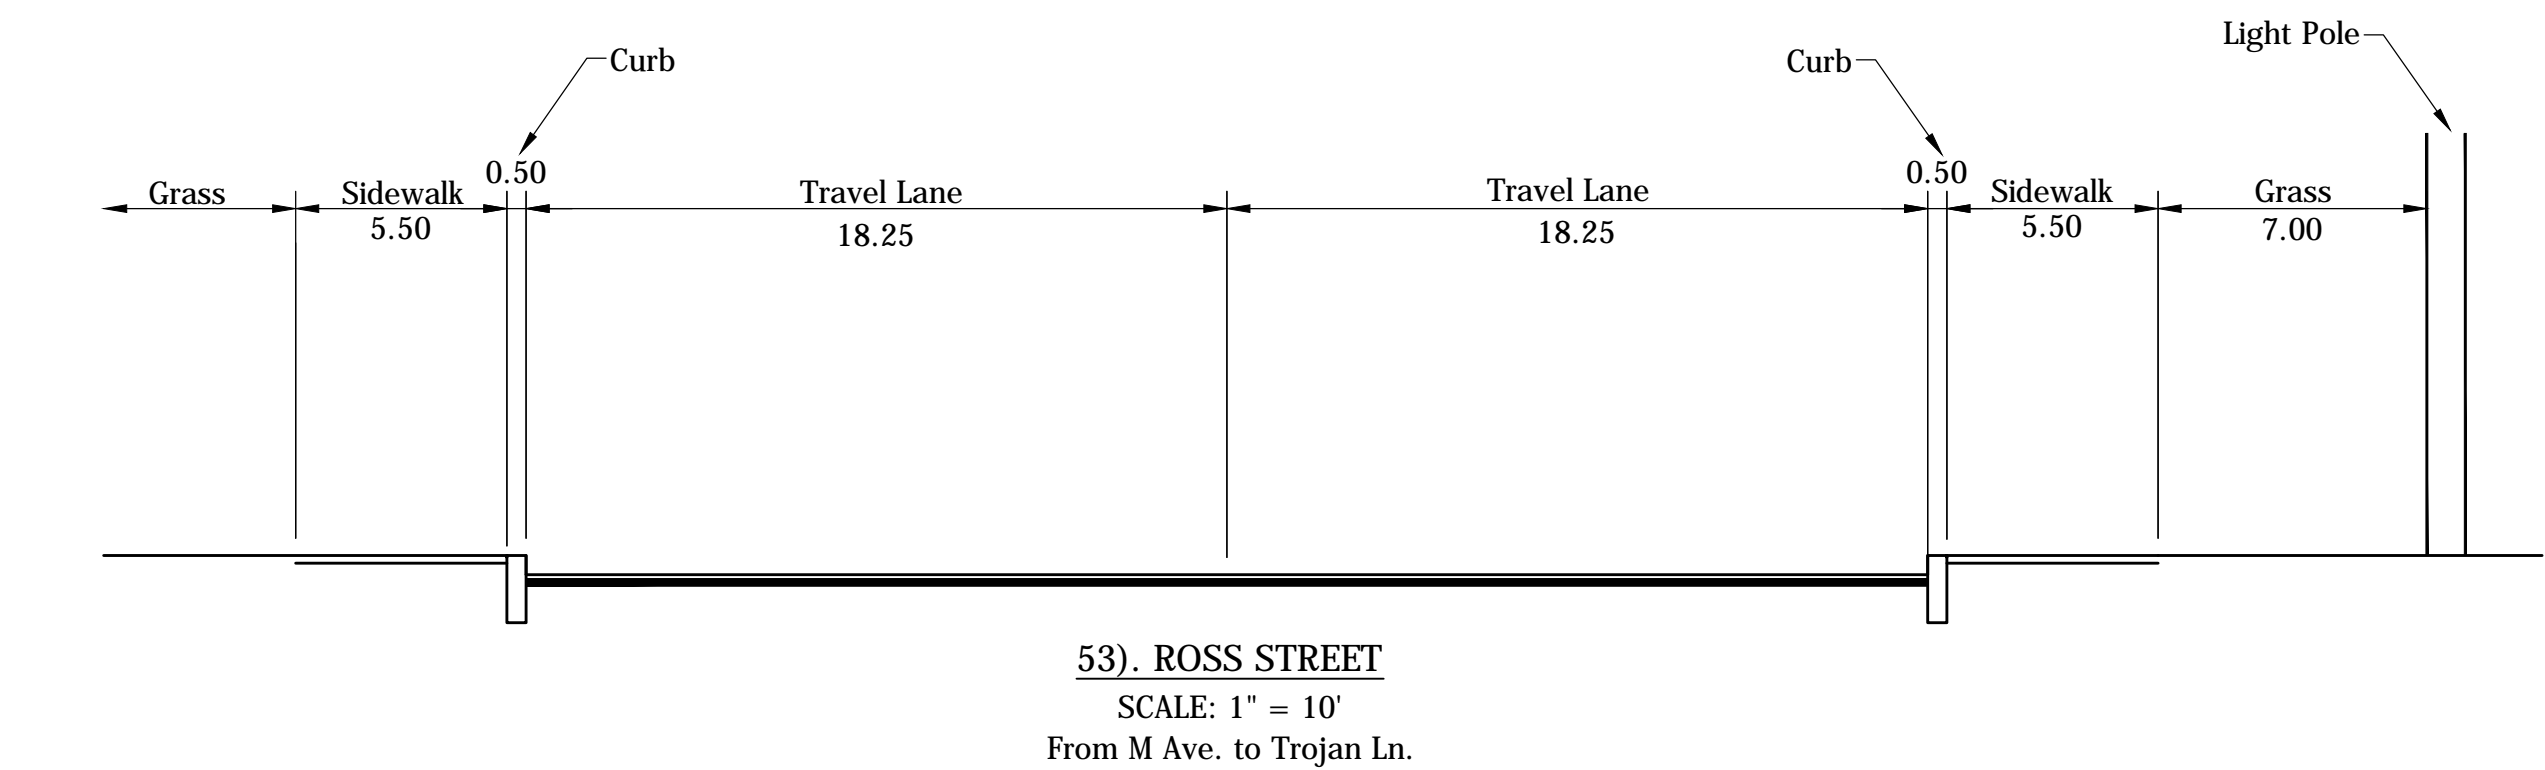 Light Pole
Curb
Curb
0.50
0.50
Grass
Sidewalk
Travel Lane
Travel Lane
Sidewalk
Grass
5.50
18.25
18.25
5.50
7.00
53). ROSS STREET
SCALE: 1" = 10'
From M Ave. to Trojan Ln.